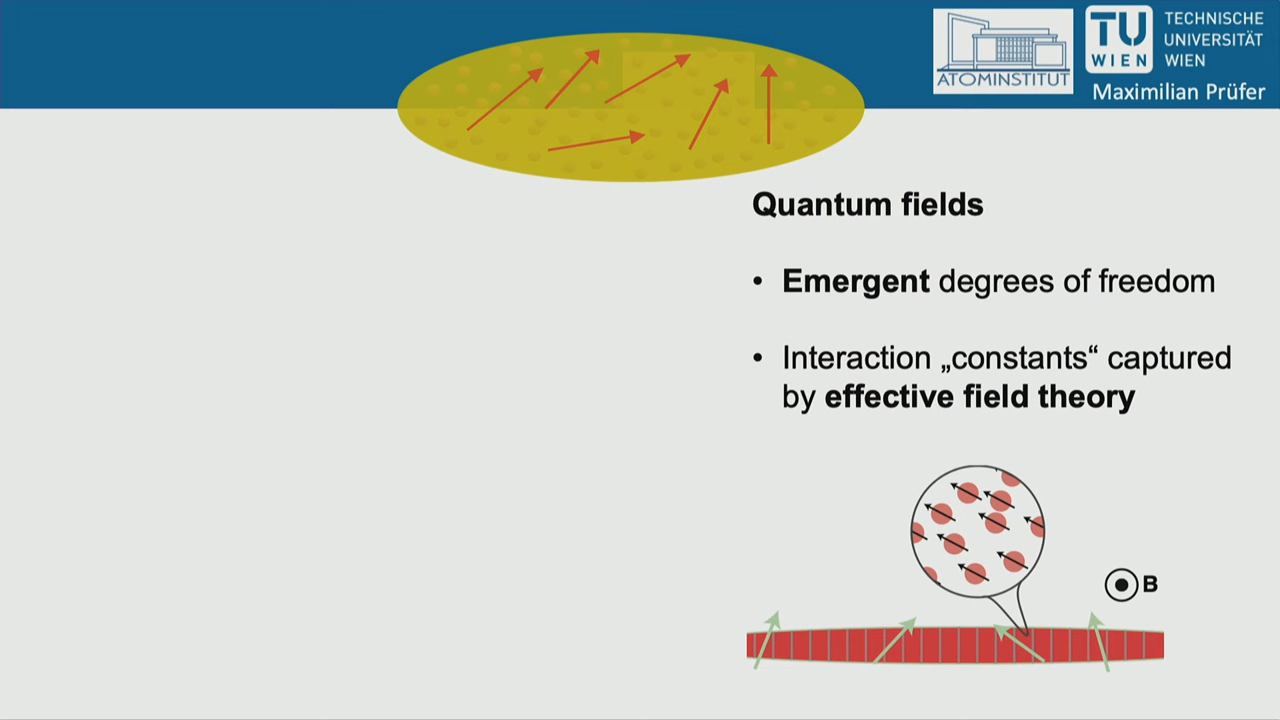 ATOMINSTITUT
TU
WIEN
TECHNISCHE
UNIVERSITÄT
WIEN
Maximilian Prüfer
Quantum fields
• Emergent degrees of freedom
• Interaction „constants“ captured
by effective field theory
B